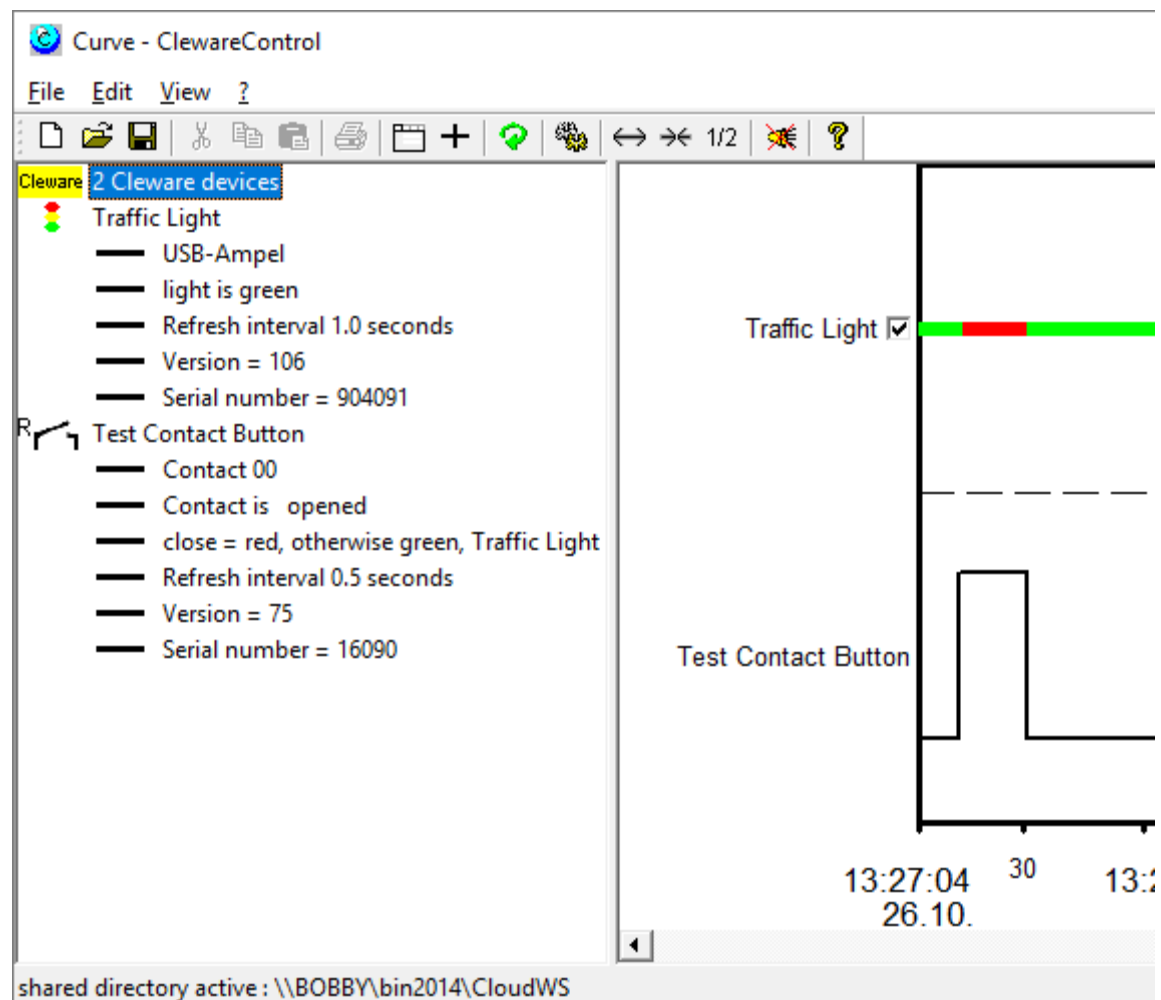 Curve - ClewareControl
File Edit View ?
1/2
Cleware 2 Cleware devices
Traffic Light
USB-Ampel
light is green
Refresh interval 1.0 seconds
Version = 106
Serial number = 904091
R Test Contact Button
Contact 00
Contact is opened
close = red, otherwise green, Traffic Light
Refresh interval 0.5 seconds
Version = 75
Serial number = 16090
Traffic Light
Test Contact Button
13:27:04 30
26.10.
shared directory active : \\BOBBY\bin2014\CloudWS